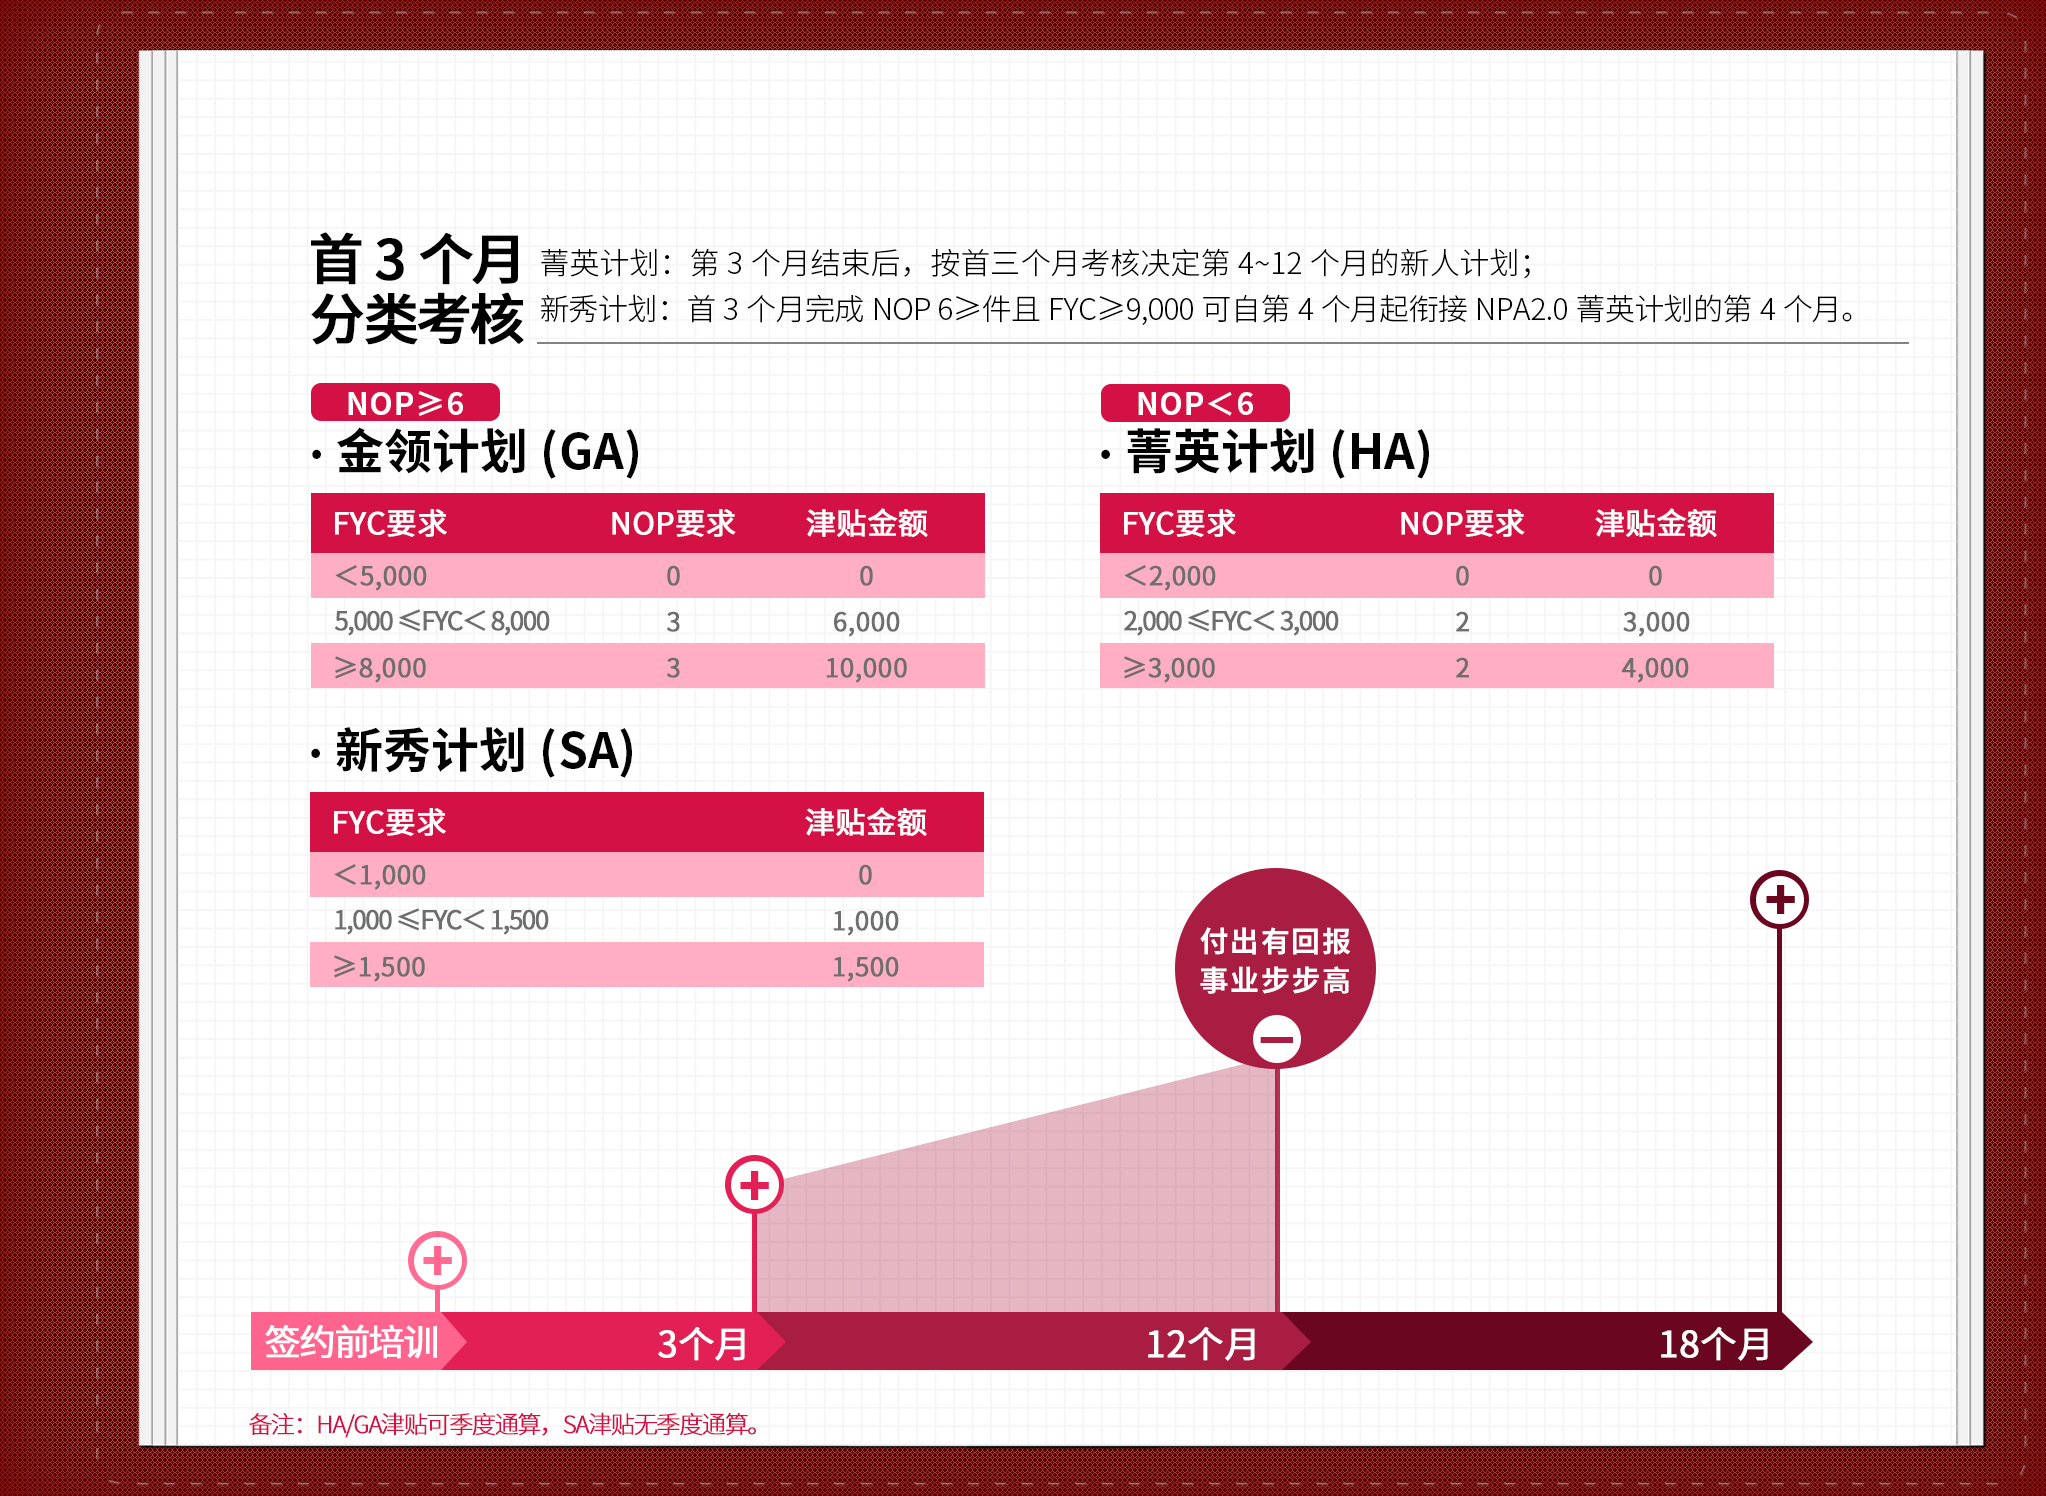 首 3 个月
分类考核
菁英计划：第 3 个月结束后，按首三个月考核决定第 4~12 个月的新人计划；
新秀计划：首 3 个月完成 NOP 6≥件且 FYC≥9,000 可自第 4 个月起衔接 NPA2.0 菁英计划的第 4 个月。
NOP≥6
· 金领计划 (GA)
FYC要求 NOP要求 津贴金额
＜5,000 0 0
5,000 ≤FYC＜8,000 3 6,000
≥8,000 3 10,000
NOP＜6
· 菁英计划 (HA)
FYC要求 NOP要求 津贴金额
＜2,000 0 0
2,000 ≤FYC＜3,000 2 3,000
≥3,000 2 4,000
· 新秀计划 (SA)
FYC要求 津贴金额
＜1,000 0
1,000 ≤FYC＜1,500 1,000
≥1,500 1,500
付出有回报
事业步步高
签约前培训 3个月 12个月 18个月
备注：HA/GA津贴可季度通算，SA津贴无季度通算。